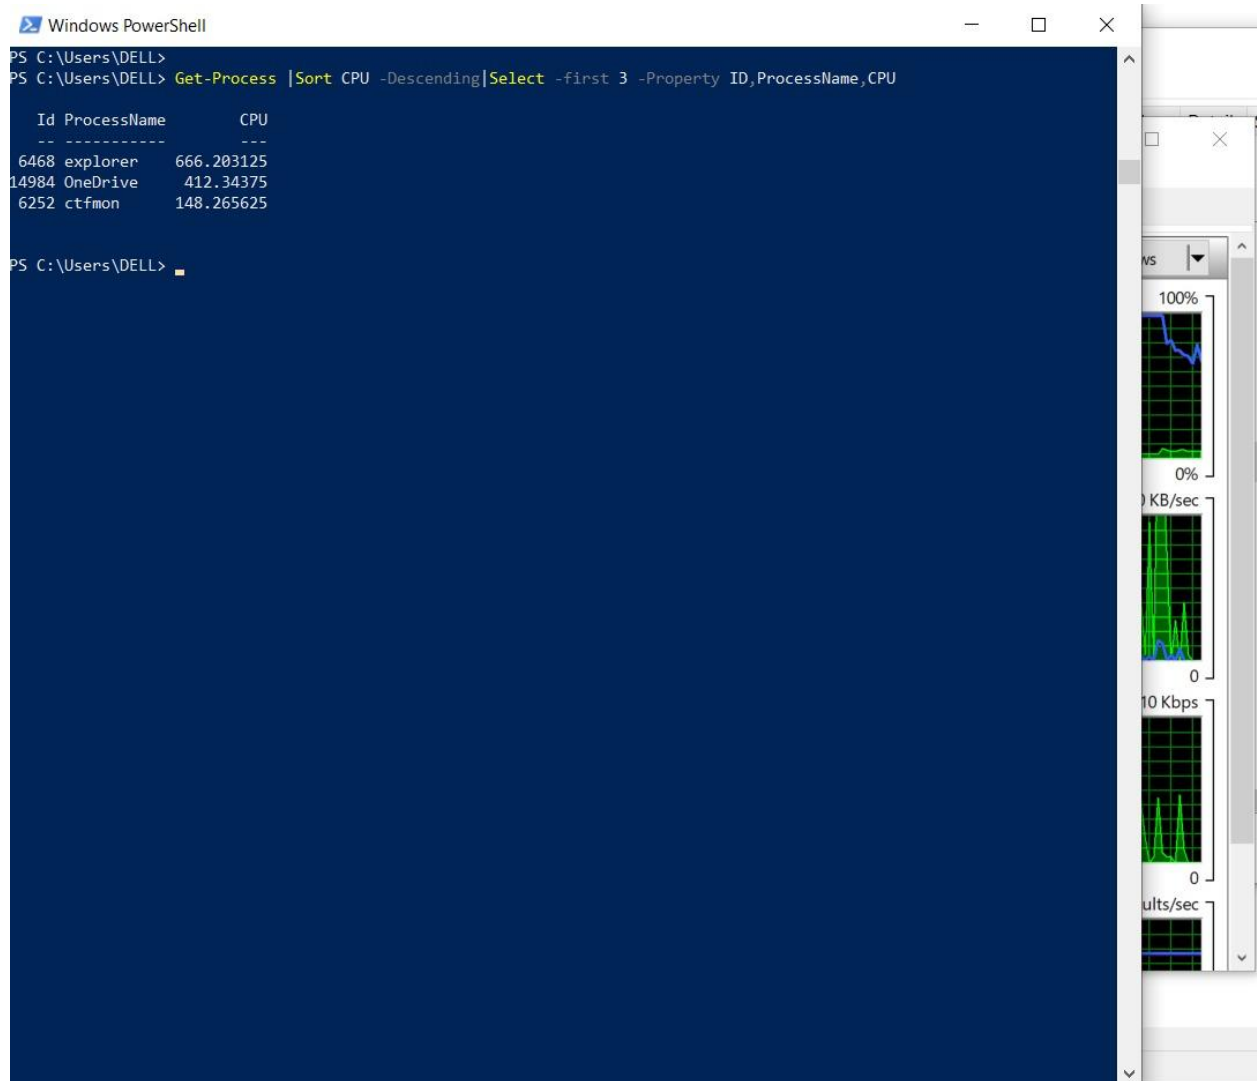 Windows PowerShell
PS C:\Users\DELL>
PS C:\Users\DELL> Get-Process |Sort CPU -Descending|Select -first 3 -Property ID,ProcessName,CPU
Id ProcessName CPU
-- ----------- ---
6468 explorer 666.203125
14984 OneDrive 412.34375
6252 ctfmon 148.265625
PS C:\Users\DELL>
100%
0%
KB/sec
0
10 Kbps
0
ults/sec